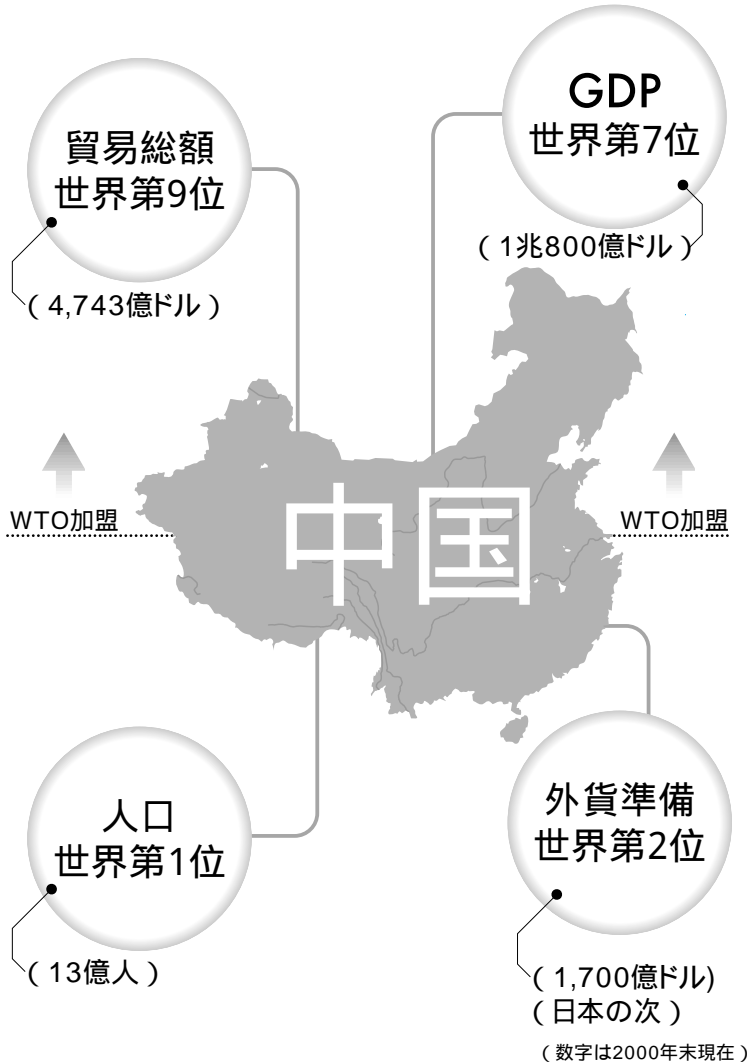 GDP
世界第7位
(1兆800億ドル)
貿易総額
世界第9位
(4,743億ドル)
WTO加盟
WTO加盟
中国
人口
世界第1位
(13億人)
外貨準備
世界第2位
(1,700億ドル)
(日本の次)
(数字は2000年末現在)